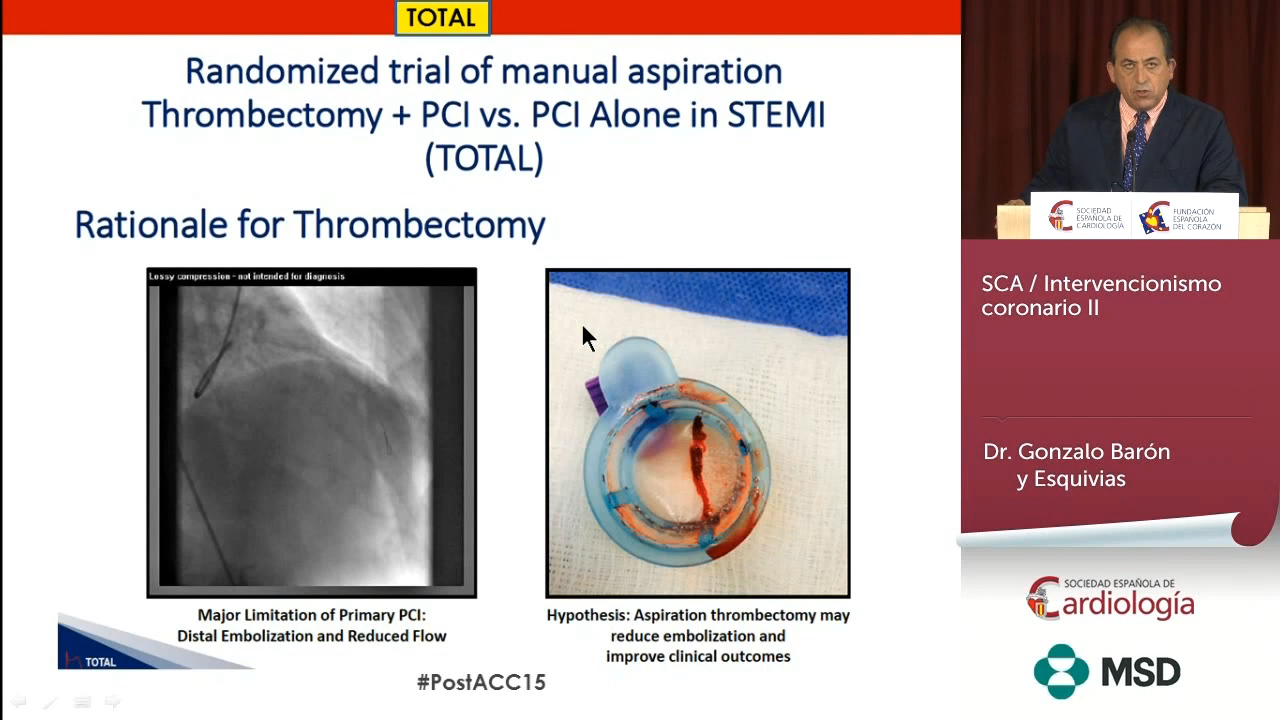 TOTAL
Randomized trial of manual aspiration
Thrombectomy + PCI vs. PCI Alone in STEMI
(TOTAL)
Rationale for Thrombectomy
Lossy compression - not intended for diagnosis
Major Limitation of Primary PCI:
Distal Embolization and Reduced Flow
Hypothesis: Aspiration thrombectomy may
reduce embolization and
improve clinical outcomes
TOTAL
#PostACC15
SOCIEDAD
ESPAÑOLA DE
CARDIOLOGÍA
FUNDACIÓN
ESPAÑOLA
DEL CORAZÓN
SCA / Intervencionismo
coronario II
Dr. Gonzalo Barón
y Esquivias
SOCIEDAD ESPAÑOLA DE
Cardiología
MSD